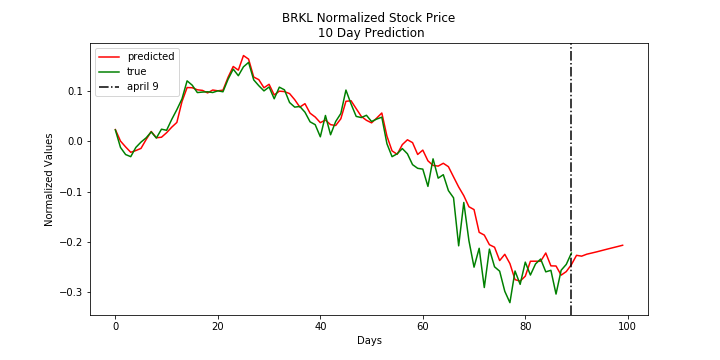 BRKL Normalized Stock Price
10 Day Prediction
predicted
true
april 9
Normalized Values
0.1
0.0
−0.1
−0.2
−0.3
0
20
40
60
80
100
Days